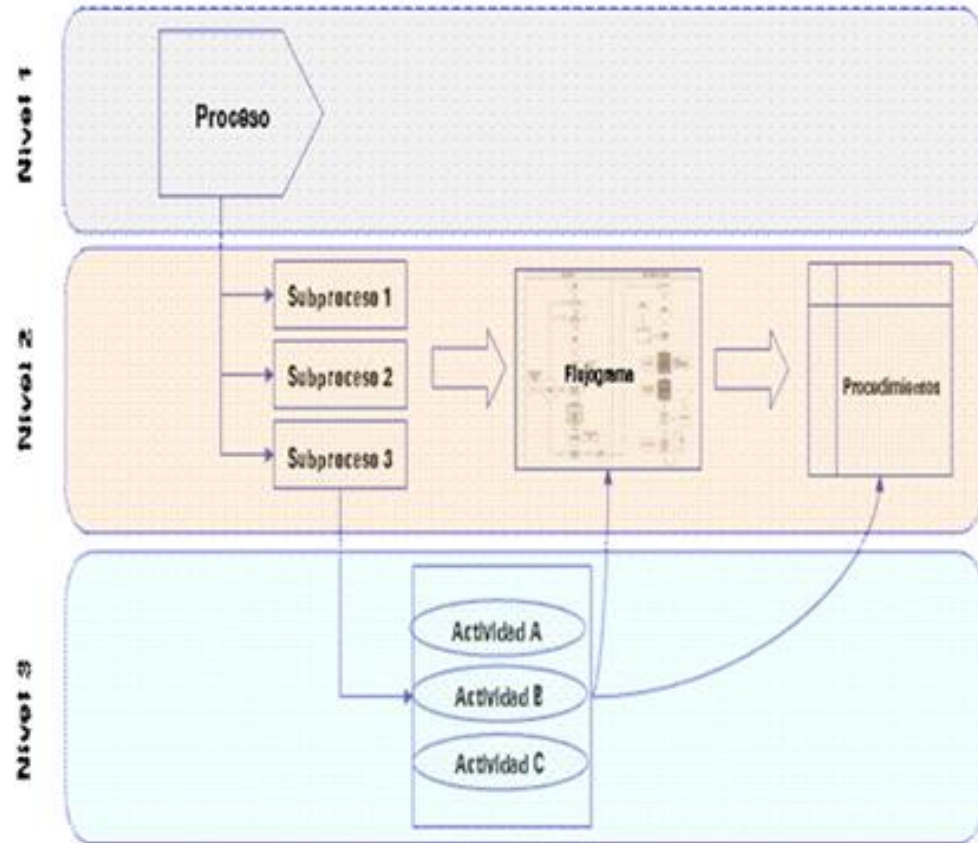 Nivel 1
Proceso
Nivel 2
Subproceso 1
Subproceso 2
Subproceso 3
Flujograma
Procedimientos
Nivel 3
Actividad A
Actividad B
Actividad C